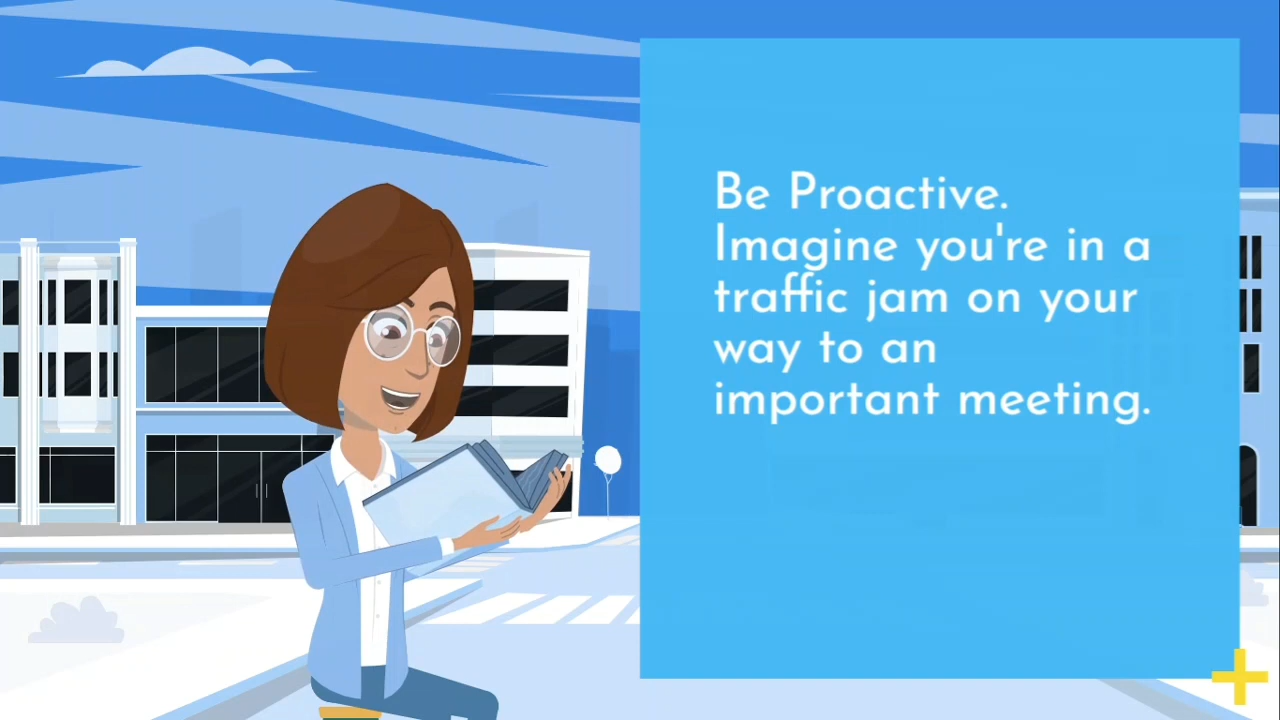 Be Proactive.
Imagine you're in a
traffic jam on your
way to an
important meeting.